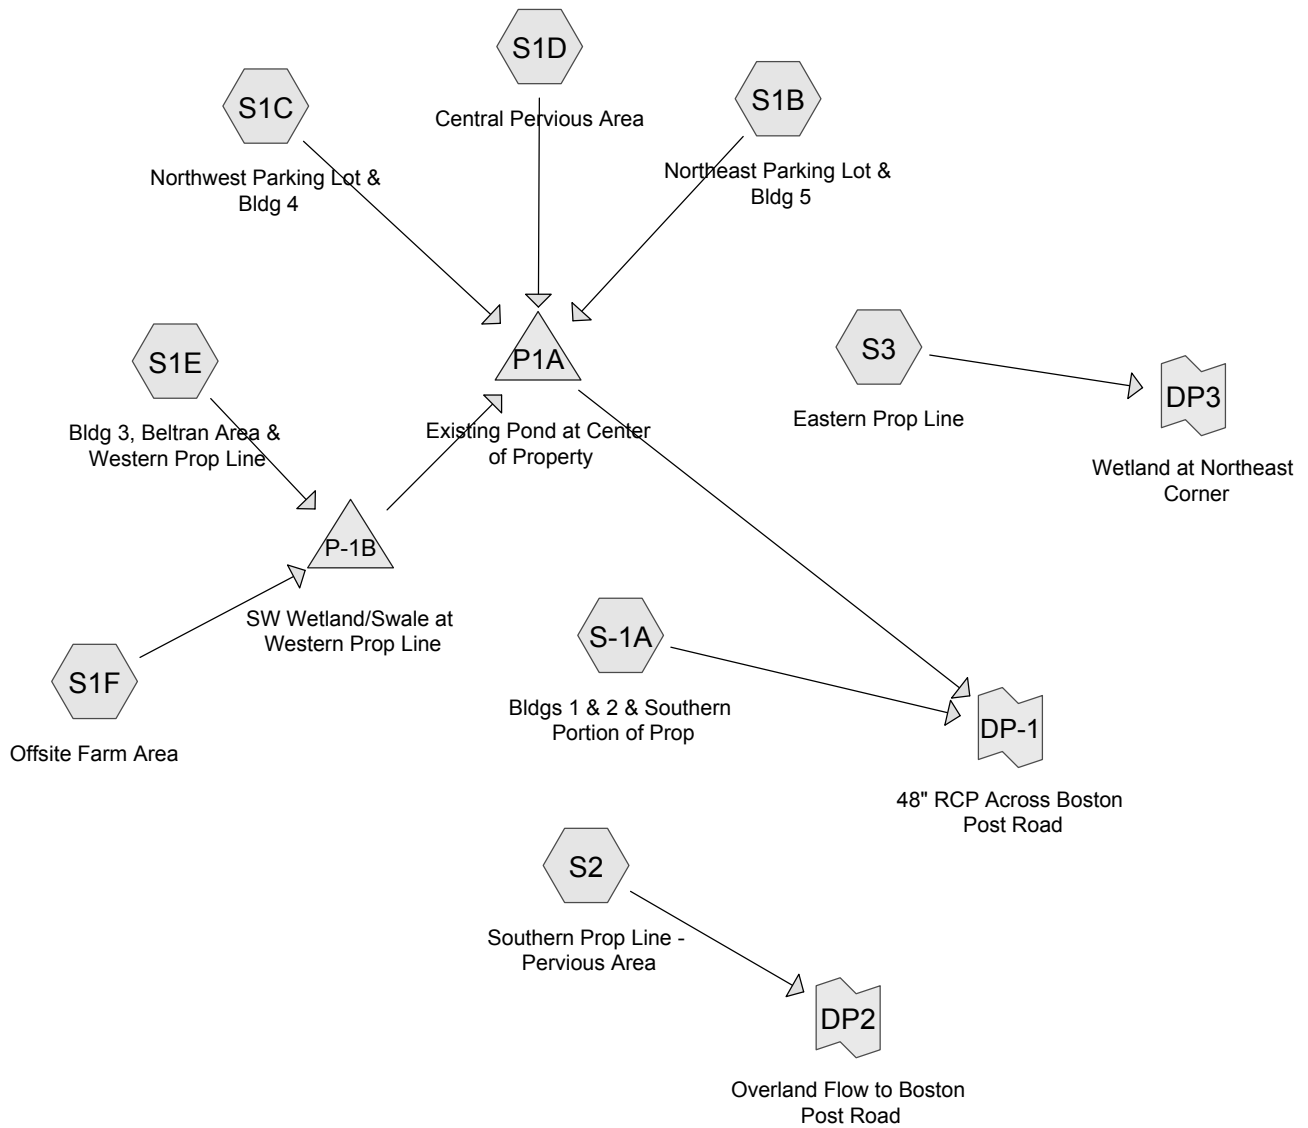 S1D
Central Pervious Area
S1C
Northwest Parking Lot &
Bldg 4
S1B
Northeast Parking Lot &
Bldg 5
P1A
Existing Pond at Center
of Property
S3
Eastern Prop Line
DP3
Wetland at Northeast
Corner
S1E
Bldg 3, Beltran Area &
Western Prop Line
P-1B
SW Wetland/Swale at
Western Prop Line
S1F
Offsite Farm Area
S-1A
Bldgs 1 & 2 & Southern
Portion of Prop
DP-1
48" RCP Across Boston
Post Road
S2
Southern Prop Line -
Pervious Area
DP2
Overland Flow to Boston
Post Road